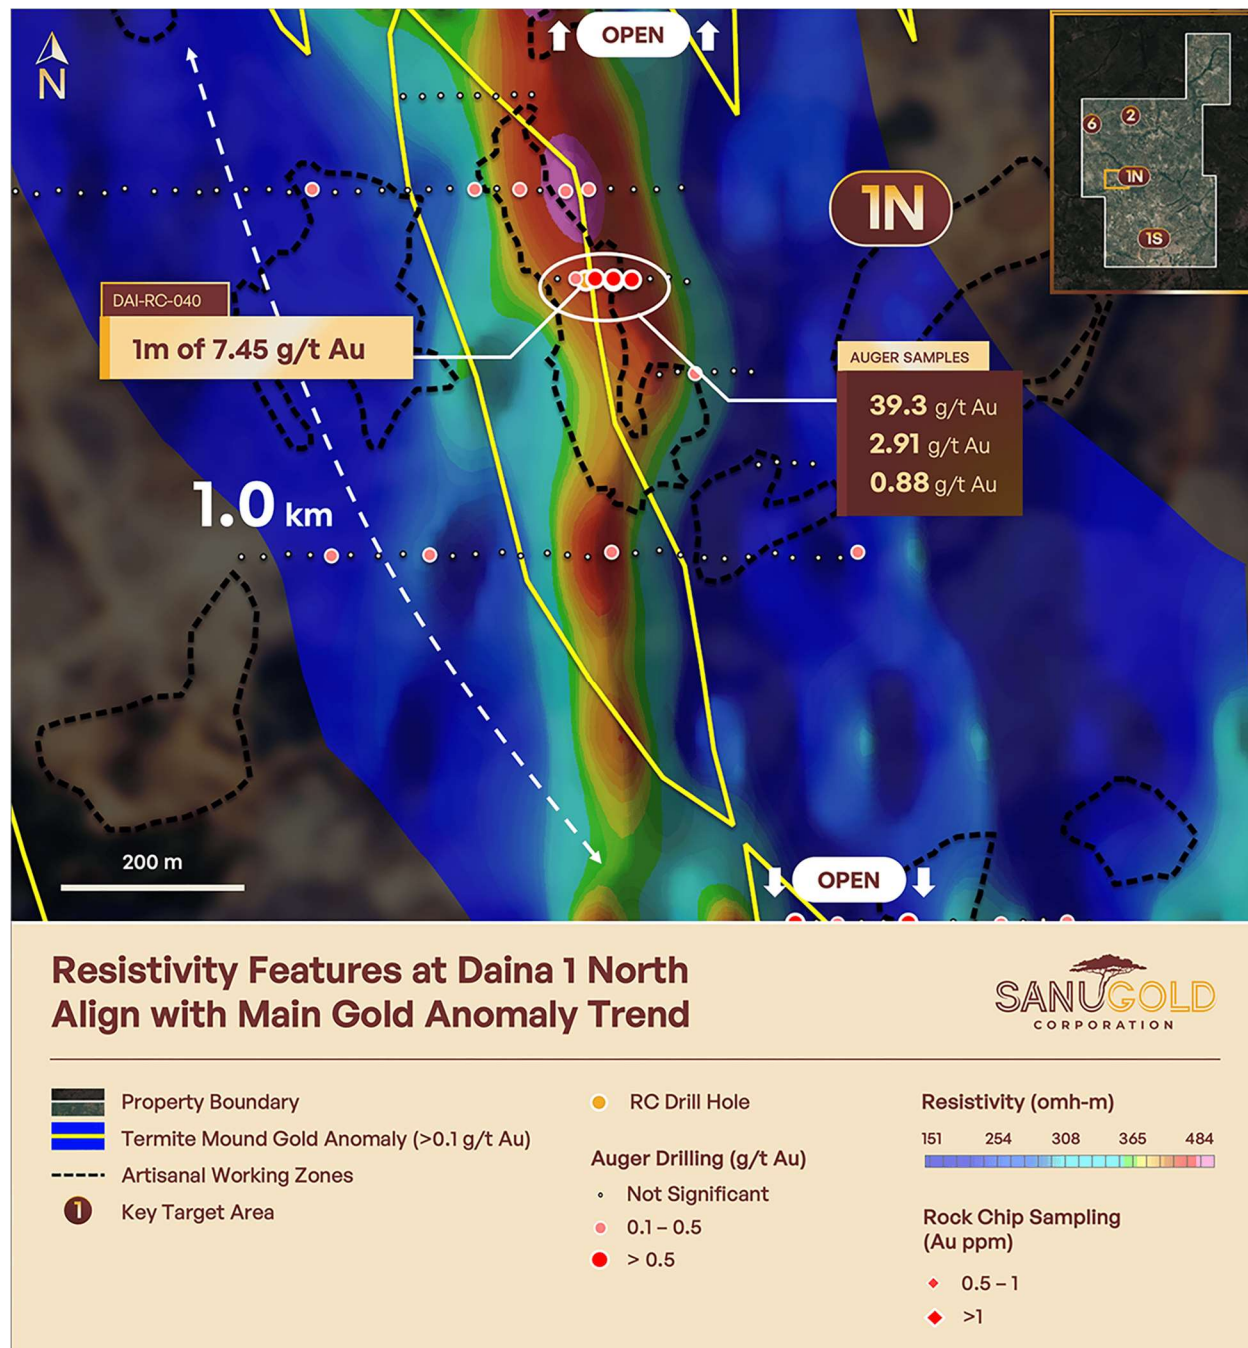 OPEN
N
6
2
1N
1S
1N
DAI-RC-040
1m of 7.45 g/t Au
AUGER SAMPLES
39.3 g/t Au
2.91 g/t Au
0.88 g/t Au
1.0 km
200 m
OPEN
Resistivity Features at Daina 1 North
Align with Main Gold Anomaly Trend
SANUGOLD
CORPORATION
Property Boundary
Termite Mound Gold Anomaly (>0.1 g/t Au)
Artisanal Working Zones
1 Key Target Area
RC Drill Hole
Auger Drilling (g/t Au)
Not Significant
0.1 – 0.5
> 0.5
Resistivity (omh-m)
151 254 308 365 484
Rock Chip Sampling
(Au ppm)
0.5 – 1
>1